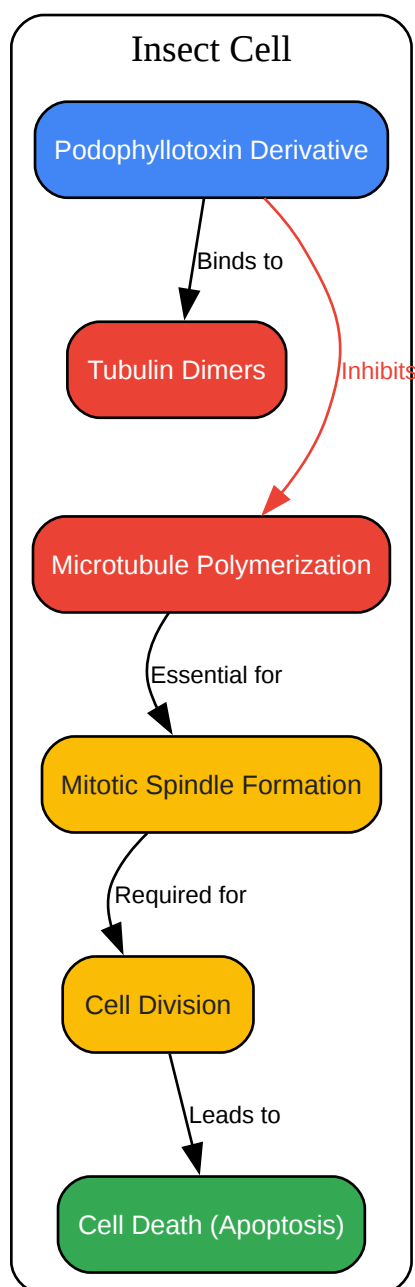 Insect Cell
Podophyllotoxin Derivative
Binds to
Tubulin Dimers
Inhibits
Microtubule Polymerization
Essential for
Mitotic Spindle Formation
Required for
Cell Division
Leads to
Cell Death (Apoptosis)